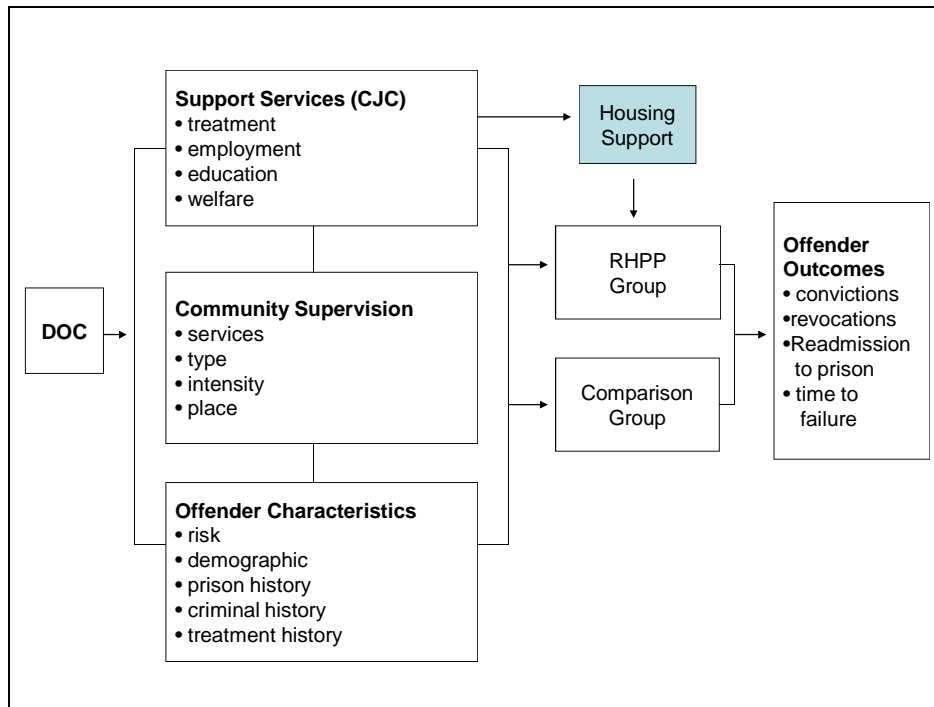 DOC
Support Services (CJC)
• treatment
• employment
• education
• welfare
Community Supervision
• services
• type
• intensity
• place
Offender Characteristics
• risk
• demographic
• prison history
• criminal history
• treatment history
Housing
Support
RHPP
Group
Comparison
Group
Offender
Outcomes
• convictions
•revocations
•Readmission
to prison
• time to
failure